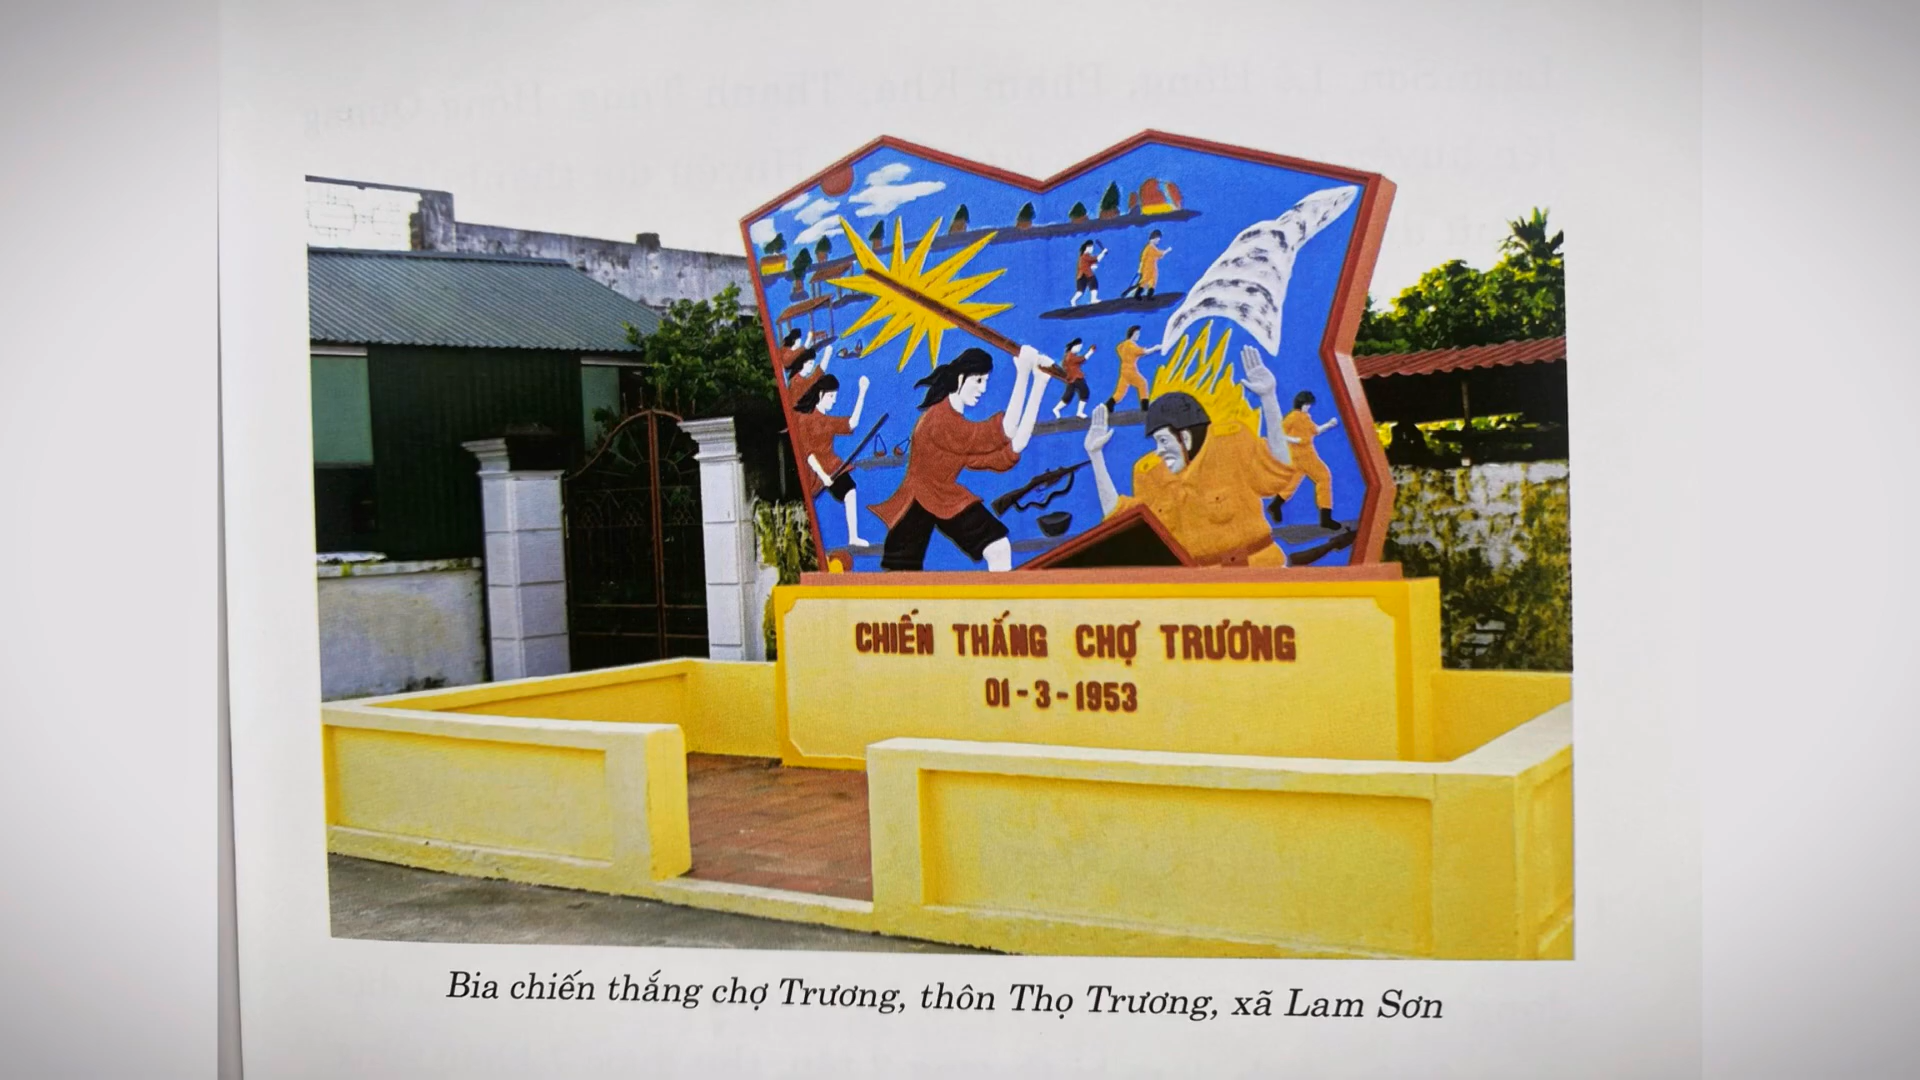 CHIẾN THẮNG CHỢ TRƯƠNG
01-3-1953
Bia chiến thắng chợ Trương, thôn Thọ Trương, xã Lam Sơn